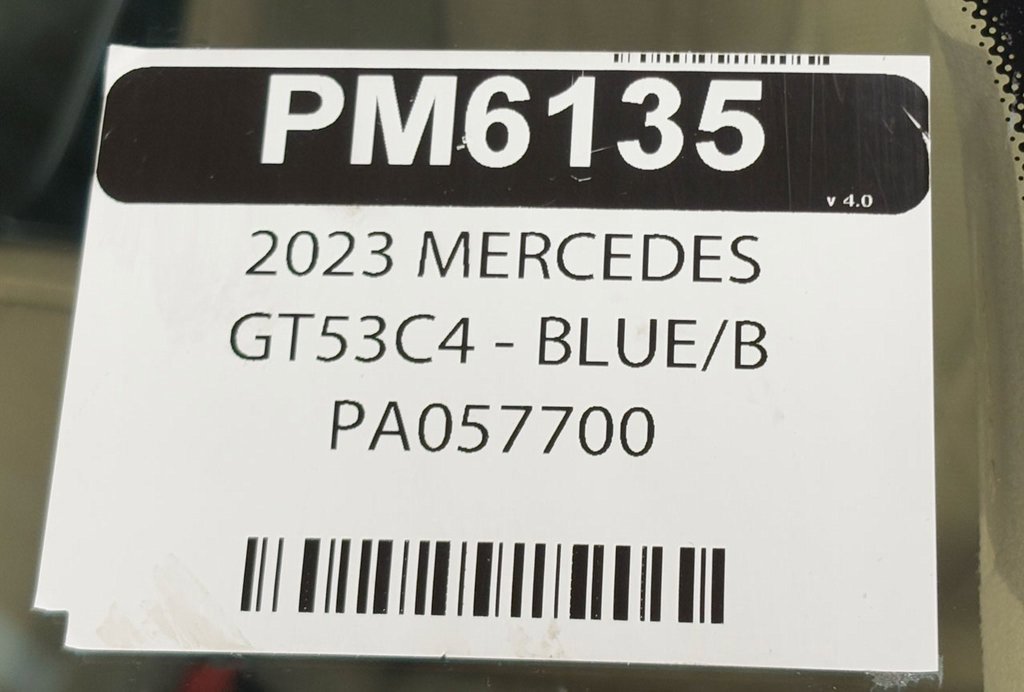 PM6135
v 4.0
2023 MERCEDES
GT53C4 - BLUE/B
PA057700